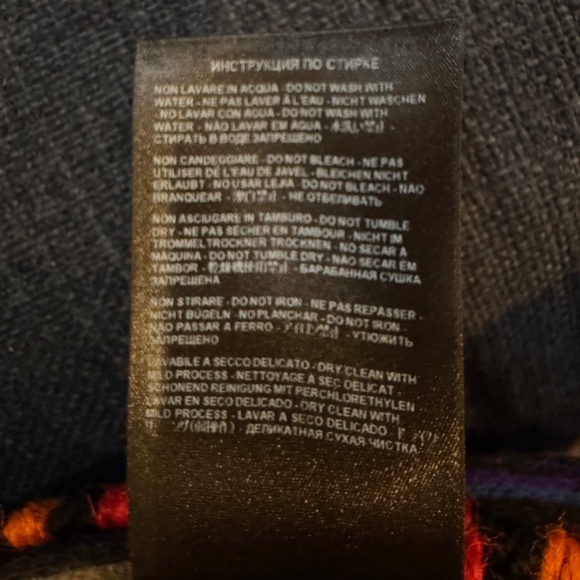 ИНСТРУКЦИЯ ПО СТИРКЕ
NON LAVARE IN ACQUA - DO NOT WASH WITH
WATER - NE PAS LAVER À L'EAU - NICHT WASCHEN
- NO LAVAR CON AGUA - DO NOT WASH WITH
WATER - NÃO LAVAR EM ÁGUA - -
СТИРАТЬ В ВОДЕ ЗАПРЕЩЕНО
NON CANDEGGIARE - DO NOT BLEACH - NE PAS
UTILISER DE L'EAU DE JAVEL - BLEICHEN NICHT
ERLAUBT - NO USAR LEJIA - DO NOT BLEACH - NÃO
BRANQUEAR - - НЕ ОТБЕЛИВАТЬ
NON ASCIUGARE IN TAMBURO - DO NOT TUMBLE
DRY - NE PAS SÉCHER EN TAMBOUR - NICHT IM
TROMMELTROCKNER TROCKNEN - NO SECAR A
MÁQUINA - DO NOT TUMBLE DRY - NÃO SECAR EM
TAMBOR - - БАРАБАННАЯ СУШКА
ЗАПРЕЩЕНА
NON STIRARE - DO NOT IRON - NE PAS REPASSER -
NICHT BÜGELN - NO PLANCHAR - DO NOT IRON -
NÃO PASSAR A FERRO - - УТЮЖИТЬ
ЗАПРЕЩЕНО
LAVABILE A SECCO DELICATO - DRY CLEAN WITH
MILD PROCESS - NETTOYAGE À SEC DELICAT -
SCHONEND REINIGUNG MIT PERCHLORETHYLEN -
LAVAR EN SECO DELICADO - DRY CLEAN WITH
MILD PROCESS - LAVAR A SECO DELICADO -
- ДЕЛИКАТНАЯ СУХАЯ ЧИСТКА